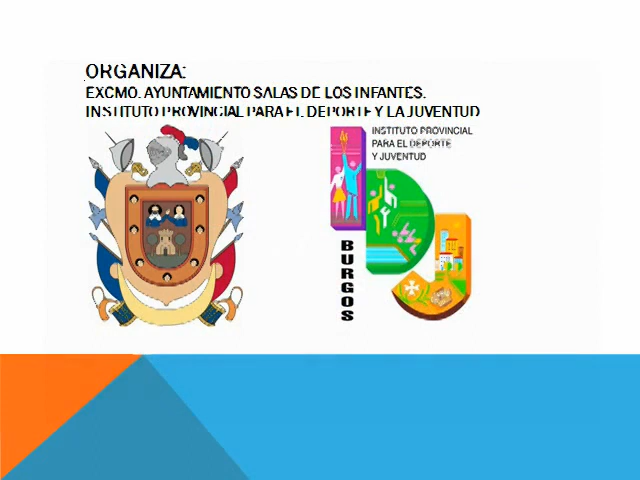 ORGANIZA:
EXCMO. AYUNTAMIENTO SALAS DE LOS INFANTES.
INSTITUTO PROVINCIAL PARA EL DEPORTE Y LA JUVENTUD
INSTITUTO PROVINCIAL
PARA EL DEPORTE
Y JUVENTUD
BURGOS